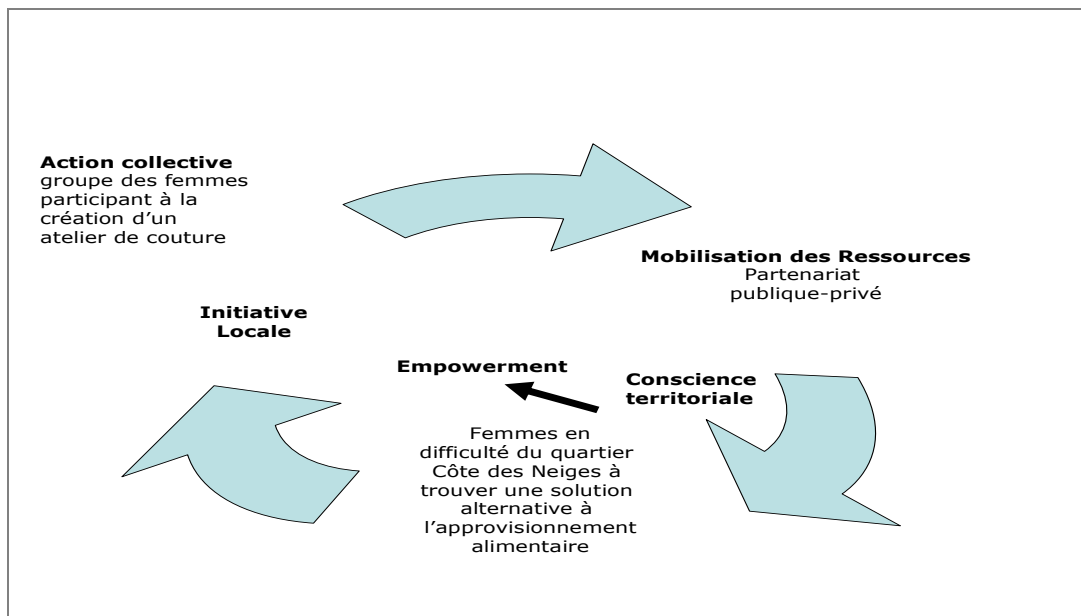 Action collective
groupe des femmes
participant à la
création d'un
atelier de couture
Mobilisation des Ressources
Partenariat
publique-privé
Initiative
Locale
Empowerment
Conscience
territoriale
Femmes en
difficulté du quartier
Côte des Neiges à
trouver une solution
alternative à
l'approvisionnement
alimentaire